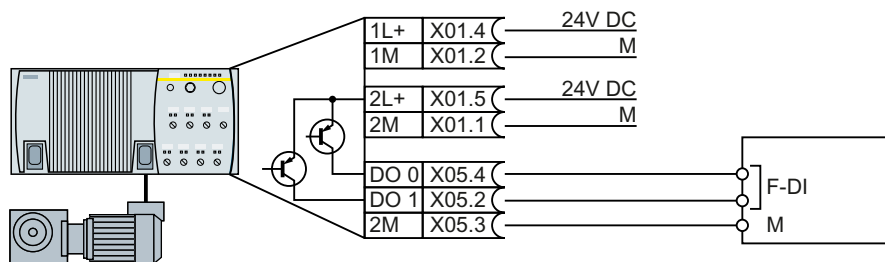 1L+ X01.4 24V DC
1M X01.2 M
2L+ X01.5 24V DC
2M X01.1 M
DO 0 X05.4
DO 1 X05.2
2M X05.3
F-DI
M